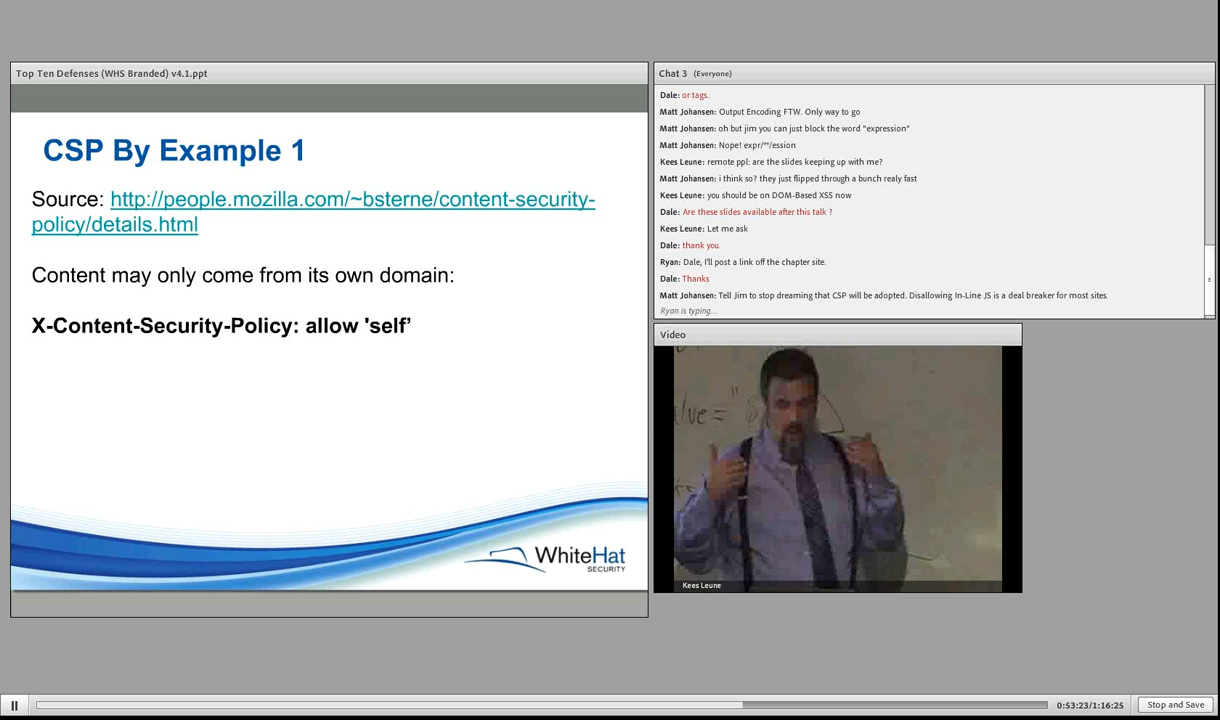 Top Ten Defenses (WHS Branded) v4.1.ppt
CSP By Example 1
Source: http://people.mozilla.com/~bsterne/content-security-
policy/details.html
Content may only come from its own domain:
X-Content-Security-Policy: allow 'self’
WhiteHat
SECURITY
Chat 3 (Everyone)
Dale: or tags..
Matt Johansen: Output Encoding FTW. Only way to go
Matt Johansen: oh but jim you can just block the word "expression"
Matt Johansen: Nope! expr/**/ession
Kees Leune: remote ppl: are the slides keeping up with me?
Matt Johansen: i think so? they just flipped through a bunch realy fast
Kees Leune: you should be on DOM-Based XSS now
Dale: Are these slides available after this talk ?
Kees Leune: Let me ask
Dale: thank you.
Ryan: Dale, I'll post a link off the chapter site.
Dale: Thanks
Matt Johansen: Tell Jim to stop dreaming that CSP will be adopted. Disallowing In-Line JS is a deal breaker for most sites.
Ryan is typing...
Video
Kees Leune
0:53:23/1:16:25
Stop and Save